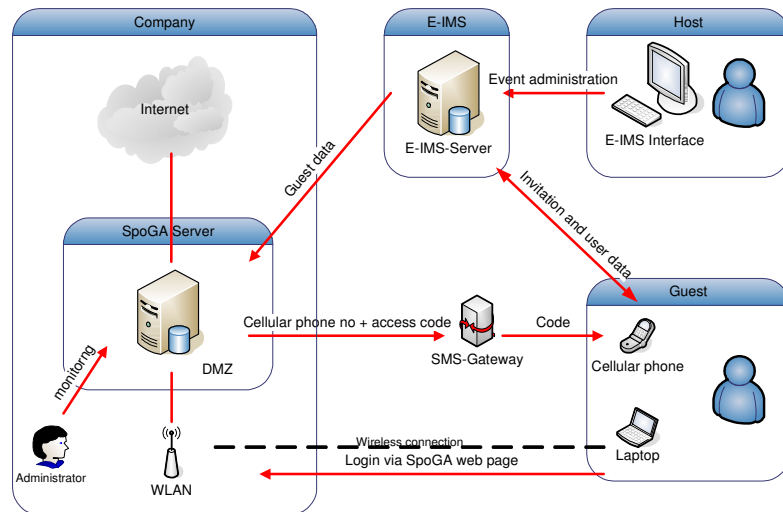 Company
E-IMS
Host
Internet
Event administration
E-IMS-Server
E-IMS Interface
Guest data
Invitation and user data
SpoGA Server
Guest
Cellular phone no + access code
Code
SMS-Gateway
Cellular phone
DMZ
monitorng
Wireless connection
Laptop
Login via SpoGA web page
Administrator
WLAN